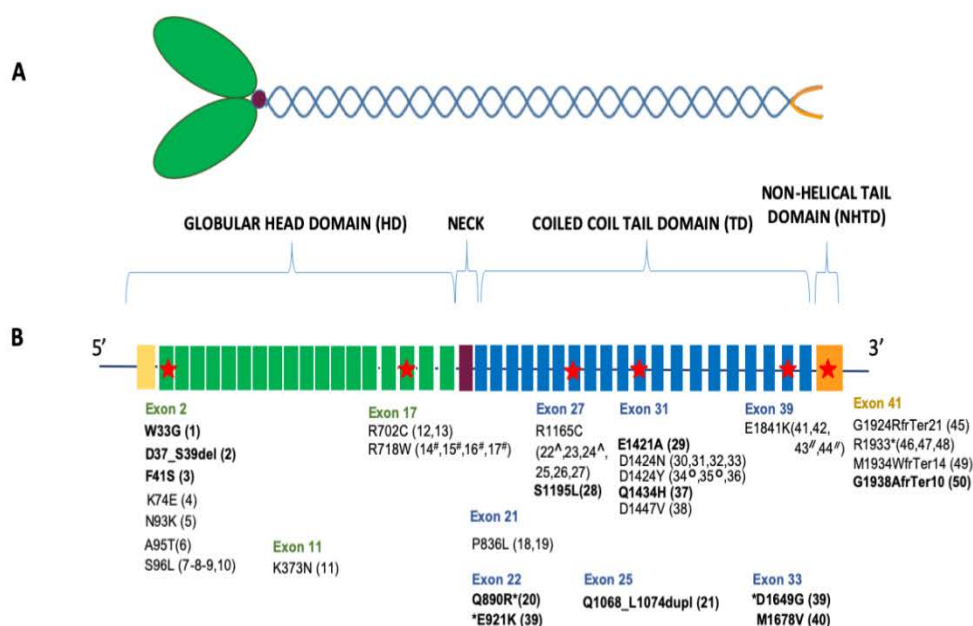 A
GLOBULAR HEAD DOMAIN (HD)
NECK
COILED COIL TAIL DOMAIN (TD)
NON-HELICAL TAIL
DOMAIN (NHTD)
B
5’
3’
Exon 2
W33G (1)
D37_S39del (2)
F41S (3)
K74E (4)
N93K (5)
A95T(6)
S96L (7-8-9,10)
Exon 11
K373N (11)
Exon 17
R702C (12,13)
R718W (14#,15#,16#,17#)
Exon 21
P836L (18,19)
Exon 22
Q890R*(20)
*E921K (39)
Exon 25
Q1068_L1074dupl (21)
Exon 27
R1165C
(22^,23,24^,
25,26,27)
S1195L(28)
Exon 31
E1421A (29)
D1424N (30,31,32,33)
D1424Y (34°,35°,36)
Q1434H (37)
D1447V (38)
Exon 33
*D1649G (39)
M1678V (40)
Exon 39
E1841K(41,42,
43",44")
Exon 41
G1924RfrTer21 (45)
R1933*(46,47,48)
M1934WfrTer14 (49)
G1938AfrTer10 (50)